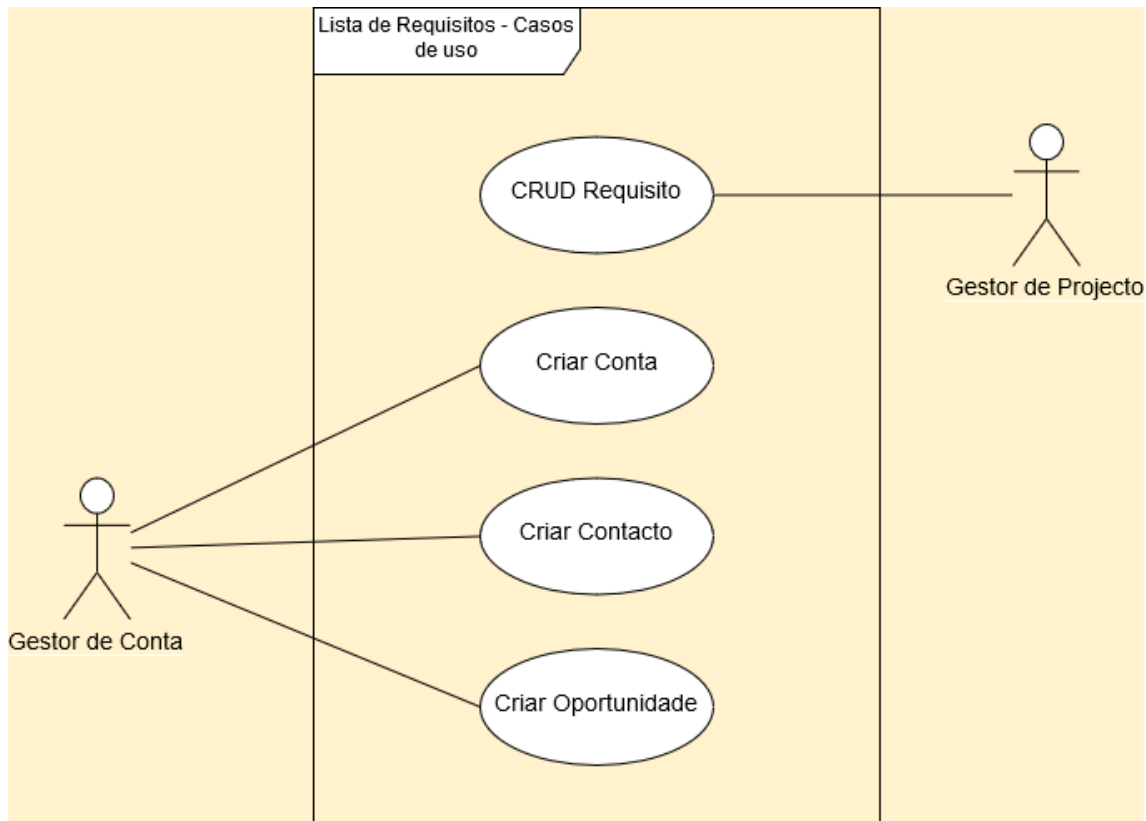 Lista de Requisitos - Casos
de uso
CRUD Requisito
Gestor de Projecto
Criar Conta
Criar Contacto
Gestor de Conta
Criar Oportunidade